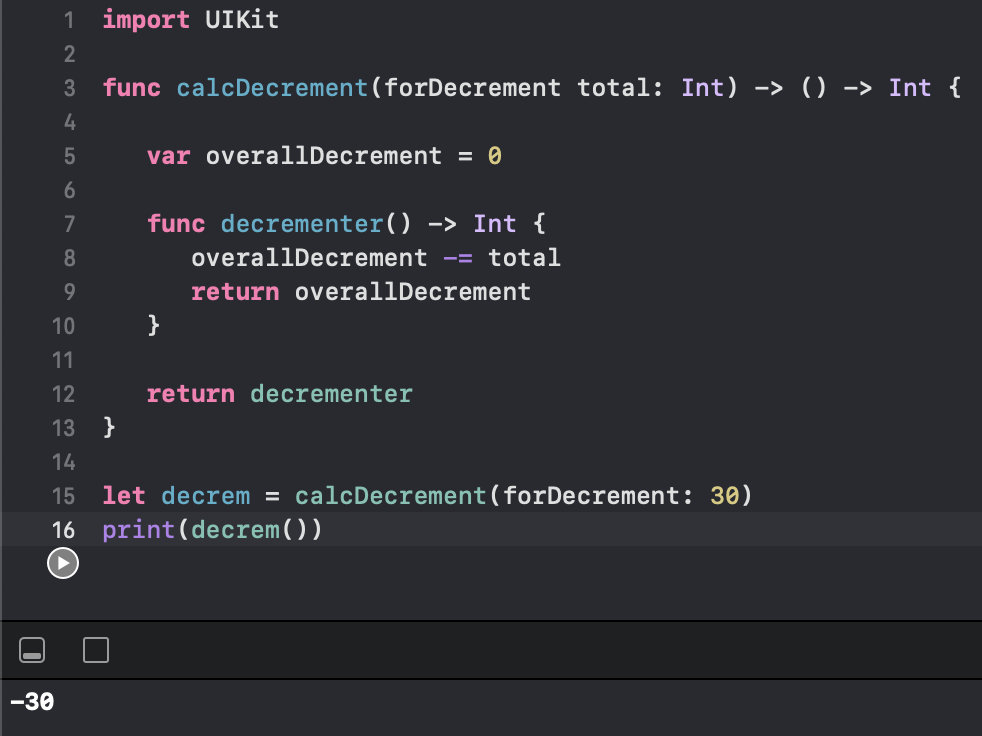 1 import UIKit
2
3 func calcDecrement(forDecrement total: Int) -> () -> Int {
4
5    var overallDecrement = 0
6
7    func decrementer() -> Int {
8       overallDecrement -= total
9       return overallDecrement
10    }
11
12    return decrementer
13 }
14
15 let decrem = calcDecrement(forDecrement: 30)
16 print(decrem())
-30